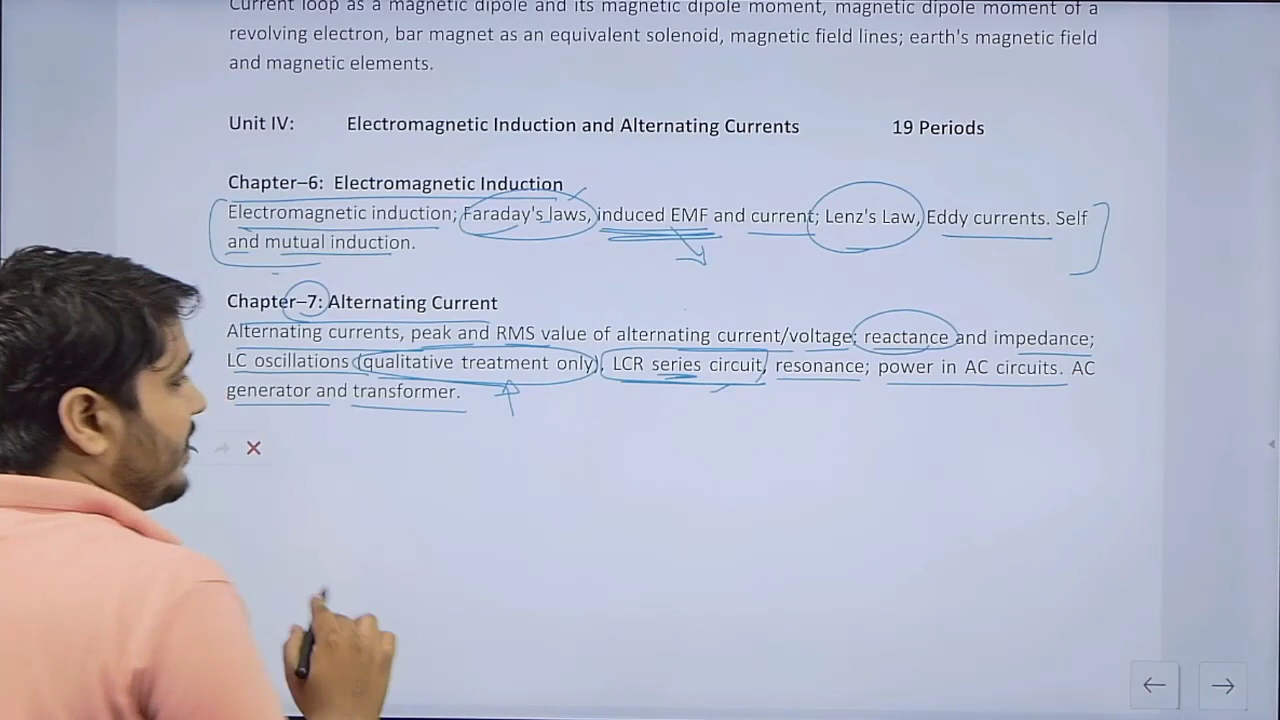 Current loop as a magnetic dipole and its magnetic dipole moment, magnetic dipole moment of a
revolving electron, bar magnet as an equivalent solenoid, magnetic field lines; earth's magnetic field
and magnetic elements.
Unit IV: Electromagnetic Induction and Alternating Currents 19 Periods
Chapter–6: Electromagnetic Induction
Electromagnetic induction; Faraday's laws, induced EMF and current; Lenz's Law, Eddy currents. Self
and mutual induction.
Chapter–7: Alternating Current
Alternating currents, peak and RMS value of alternating current/voltage; reactance and impedance;
LC oscillations (qualitative treatment only), LCR series circuit, resonance; power in AC circuits. AC
generator and transformer.